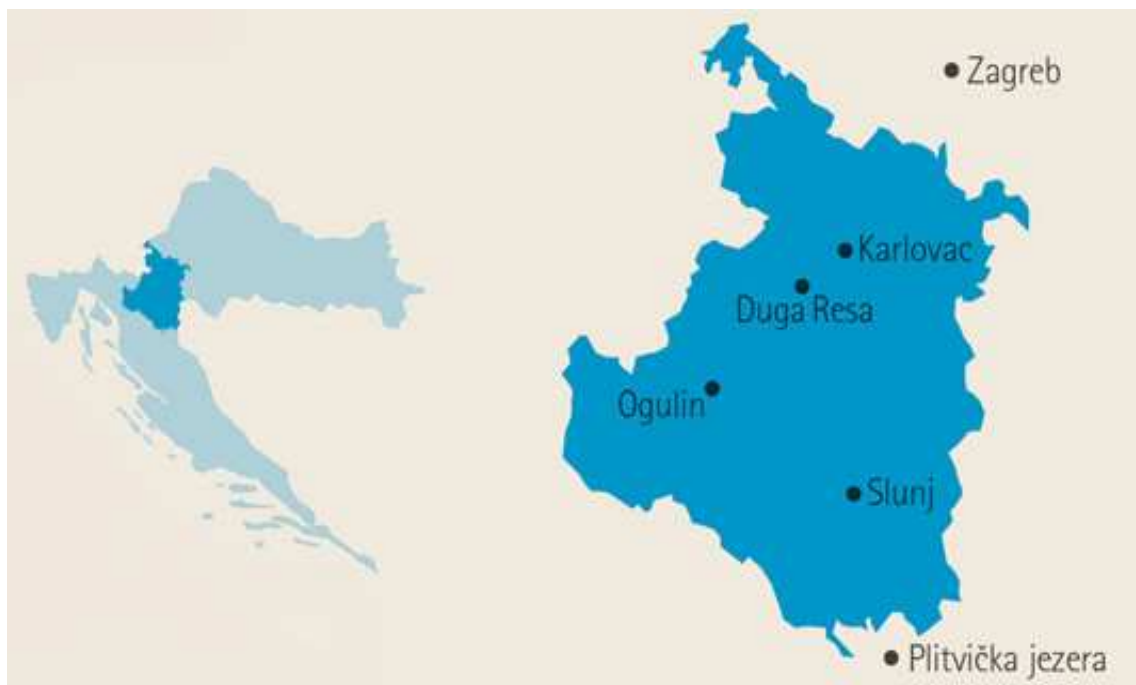 Zagreb
Karlovac
Duga Resa
Ogulin
Slunj
Plitvička jezera